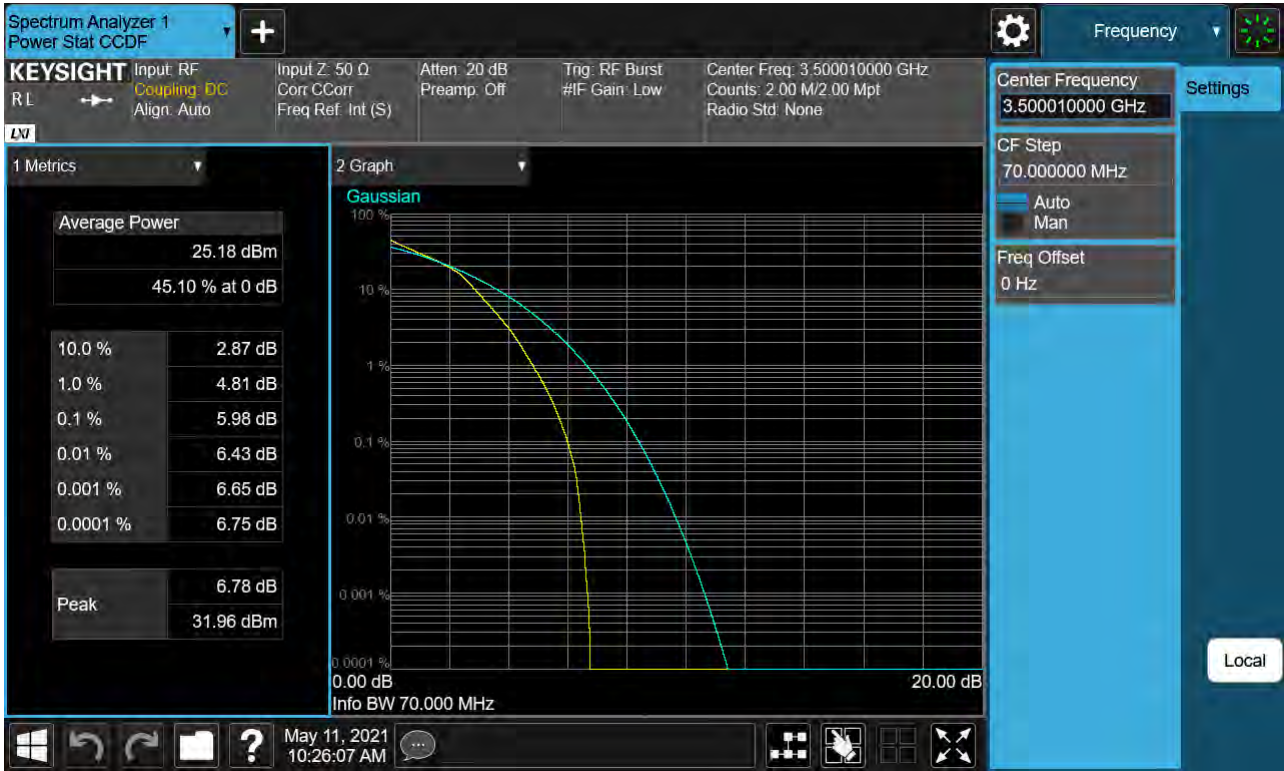 Spectrum Analyzer 1
Power Stat CCDF
Frequency
KEYSIGHT
R L
LXI
Input: RF
Coupling: DC
Align: Auto
Input Z: 50 Ω
Corr CCorr
Freq Ref: Int (S)
Atten: 20 dB
Preamp: Off
Trig: RF Burst
#IF Gain: Low
Center Freq: 3.500010000 GHz
Counts: 2.00 M/2.00 Mpt
Radio Std: None
Center Frequency
3.500010000 GHz
Settings
CF Step
70.000000 MHz
Auto
Man
Freq Offset
0 Hz
1 Metrics
Average Power
25.18 dBm
45.10 % at 0 dB
10.0 % 2.87 dB
1.0 % 4.81 dB
0.1 % 5.98 dB
0.01 % 6.43 dB
0.001 % 6.65 dB
0.0001 % 6.75 dB
Peak
6.78 dB
31.96 dBm
2 Graph
Gaussian
100 %
10 %
1 %
0.1 %
0.01 %
0.001 %
0.0001 %
0.00 dB 20.00 dB
Info BW 70.000 MHz
Local
?
May 11, 2021
10:26:07 AM